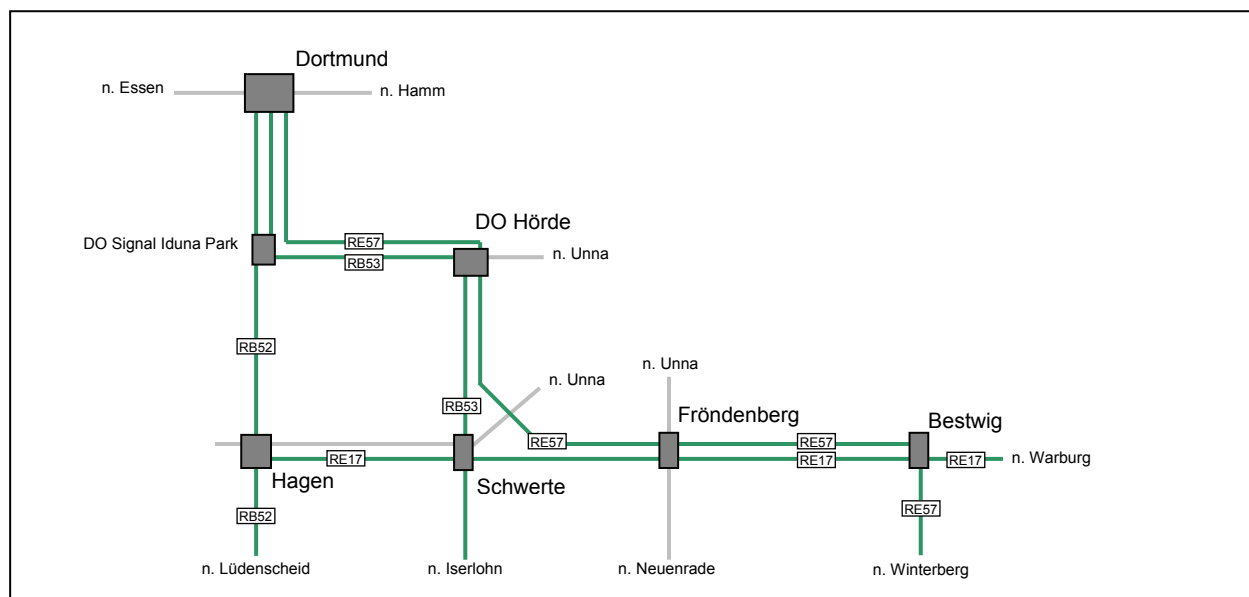 Dortmund
n. Essen
n. Hamm
DO Hörde
DO Signal Iduna Park
RE57
n. Unna
RB53
RB52
n. Unna
n. Unna
RB53
Fröndenberg
Bestwig
RE57
RE57
RE17
RE17
RE17
n. Warburg
Hagen
Schwerte
RB52
RE57
n. Lüdenscheid
n. Iserlohn
n. Neuenrade
n. Winterberg